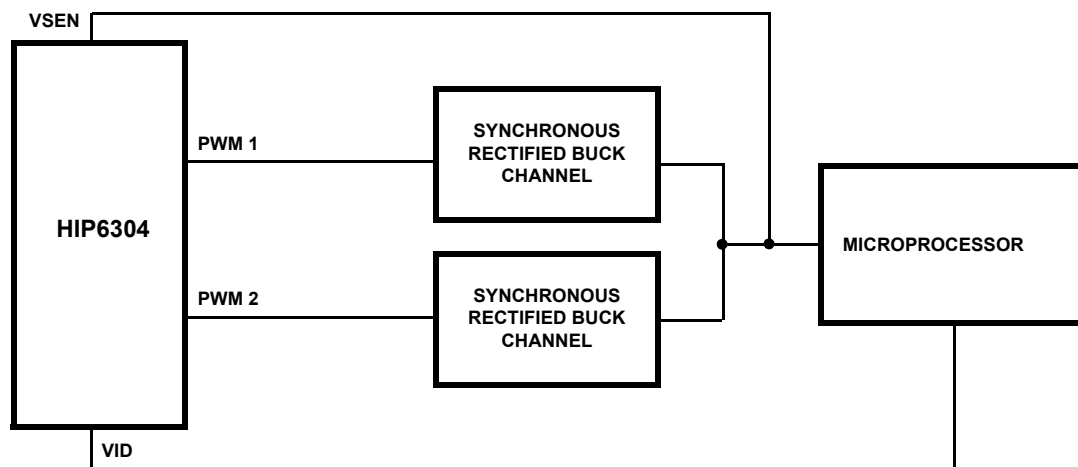 VSEN
PWM 1
SYNCHRONOUS
RECTIFIED BUCK
CHANNEL
HIP6304
MICROPROCESSOR
PWM 2
SYNCHRONOUS
RECTIFIED BUCK
CHANNEL
VID